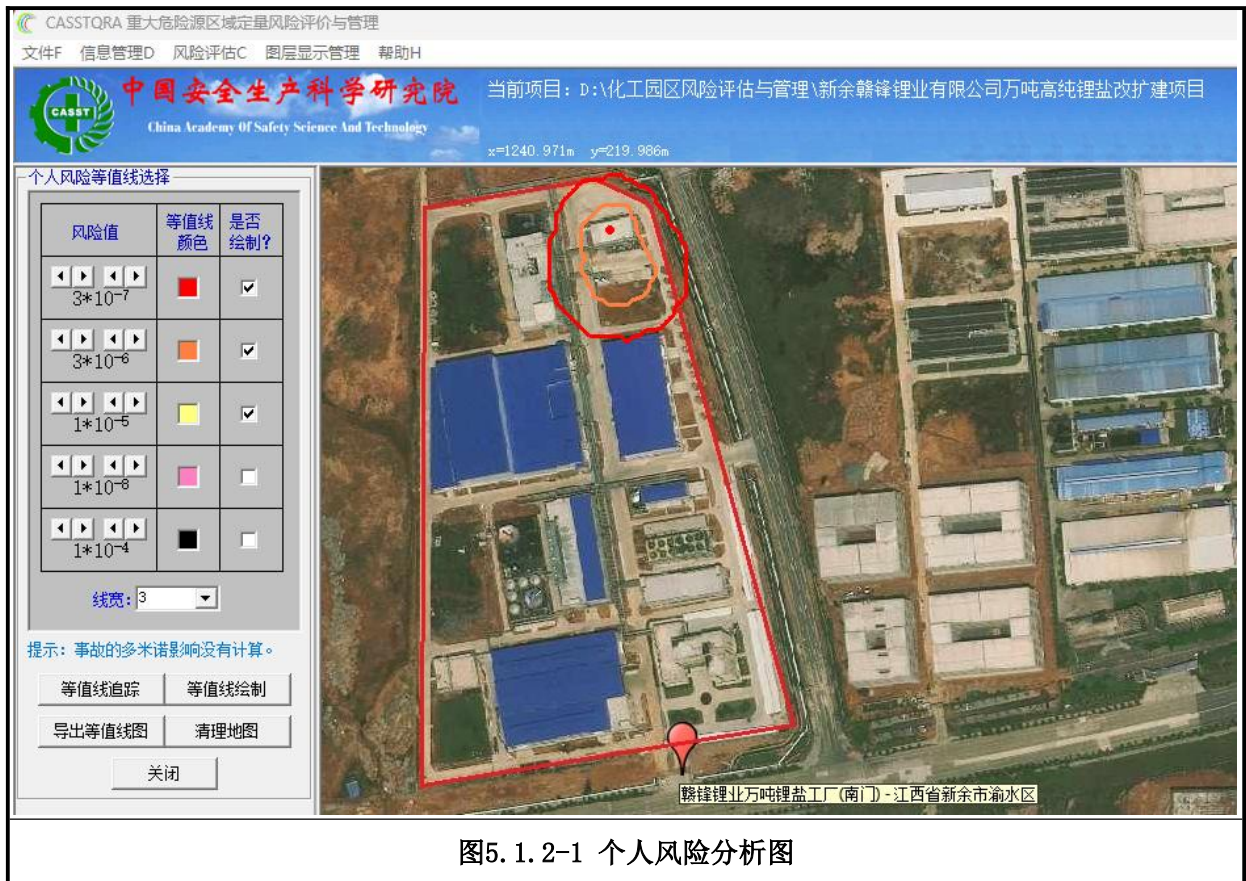 CASSTQRA 重大危险源区域定量风险评价与管理
文件F 信息管理D 风险评估C 图层显示管理 帮助H
CASST
中国安全生产科学研究院
China Academy Of Safety Science And Technology
当前项目：D:\化工园区风险评估与管理\新余赣锋锂业有限公司万吨高纯锂盐改扩建项目
x=1240.971m y=219.986m
个人风险等值线选择
风险值 等值线颜色 是否绘制?
3*10-7
3*10-6
1*10-5
1*10-8
1*10-4
线宽: 3
提示: 事故的多米诺影响没有计算。
等值线追踪 等值线绘制
导出等值线图 清理地图
关闭
赣锋锂业万吨锂盐工厂(南门)-江西省新余市渝水区
图5.1.2-1 个人风险分析图